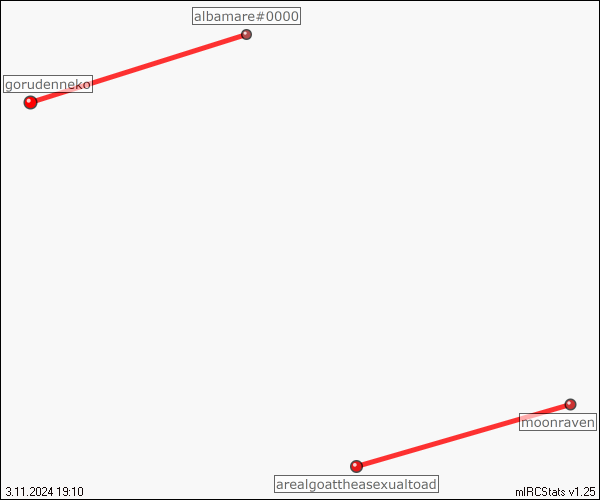 albamare#0000
gorudenneko
moonraven
arealgoattheasexualtoad
3.11.2024 19:10
mIRCStats v1.25